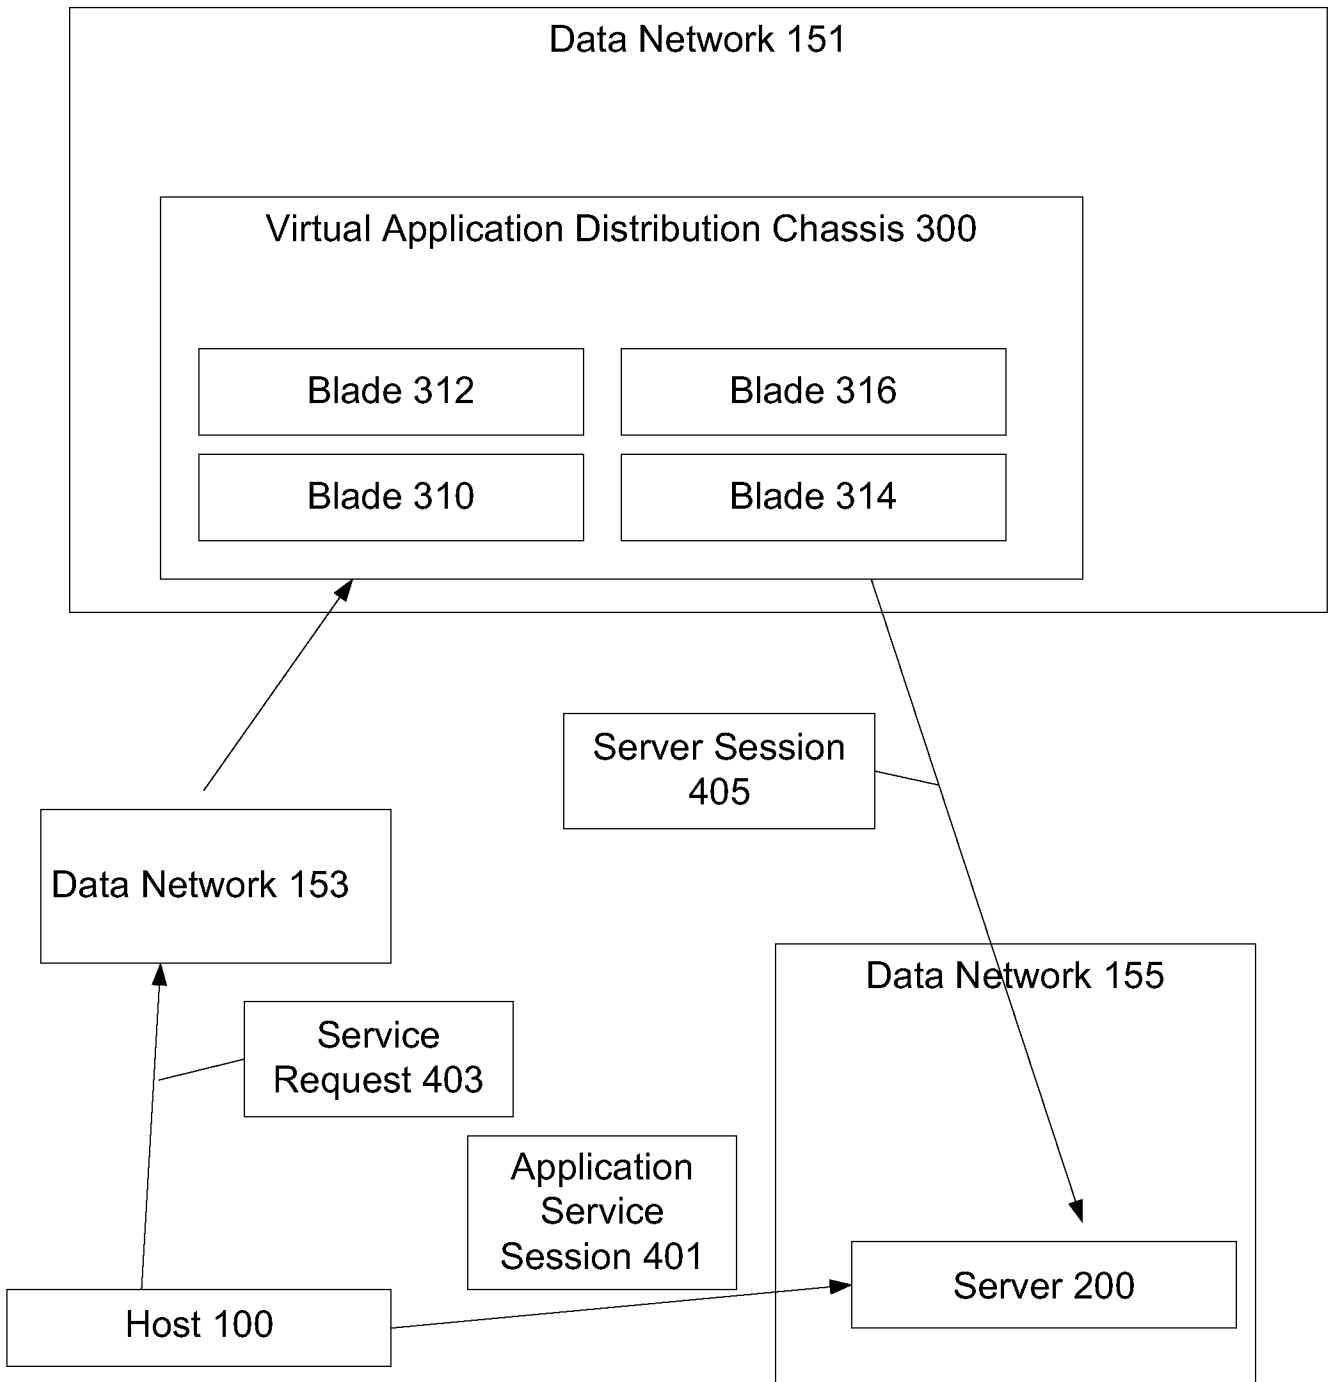 Data Network 151
Virtual Application Distribution Chassis 300
Blade 312
Blade 316
Blade 310
Blade 314
Server Session
405
Data Network 153
Data Network 155
Service
Request 403
Application
Service
Session 401
Server 200
Host 100